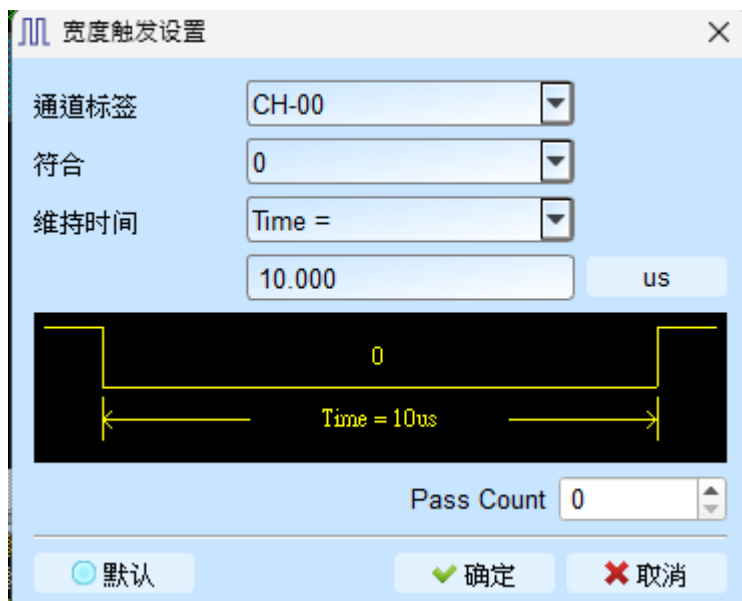 宽度触发设置
通道标签 CH-00
符合 0
维持时间 Time =
10.000 us
0
Time = 10us
Pass Count 0
默认 确定 取消